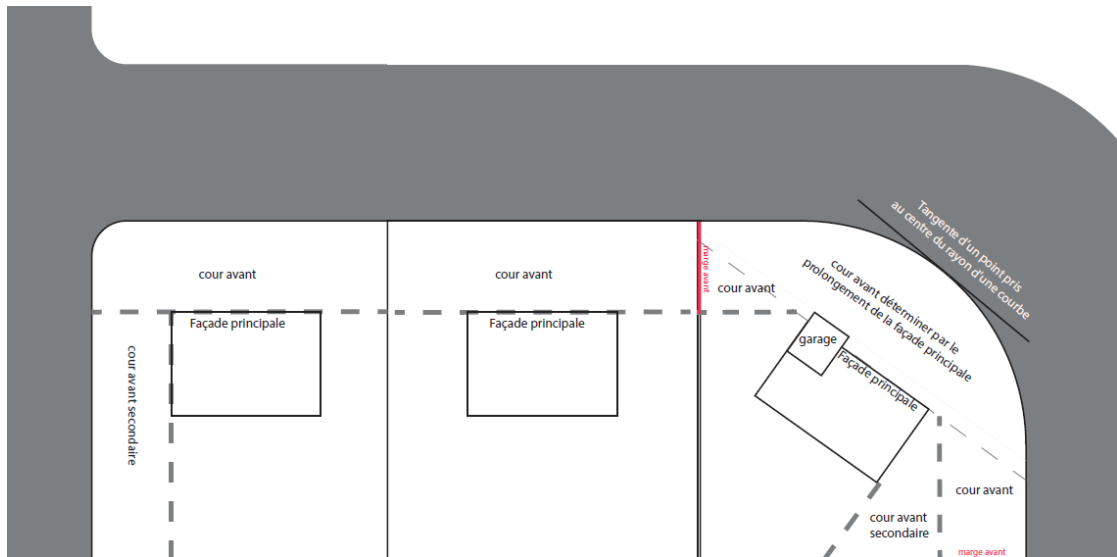 Tangente d'un point pris
au centre du rayon d'une courbe
cour avant
cour avant
marge avant
cour avant
cour avant déterminer par le
prolongement de la façade principale
Façade principale
Façade principale
garage
Façade principale
cour avant secondaire
cour avant
cour avant
secondaire
marge avant